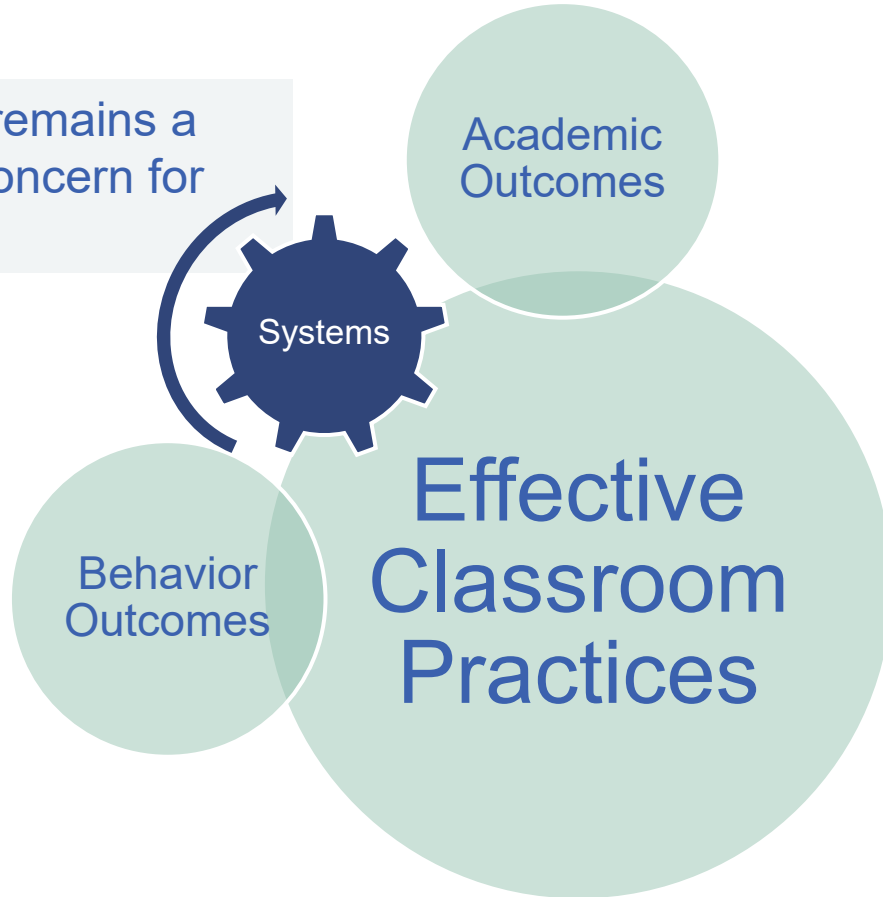 remains a
oncern for
Academic
Outcomes
Systems
Effective
Classroom
Practices
Behavior
Outcomes